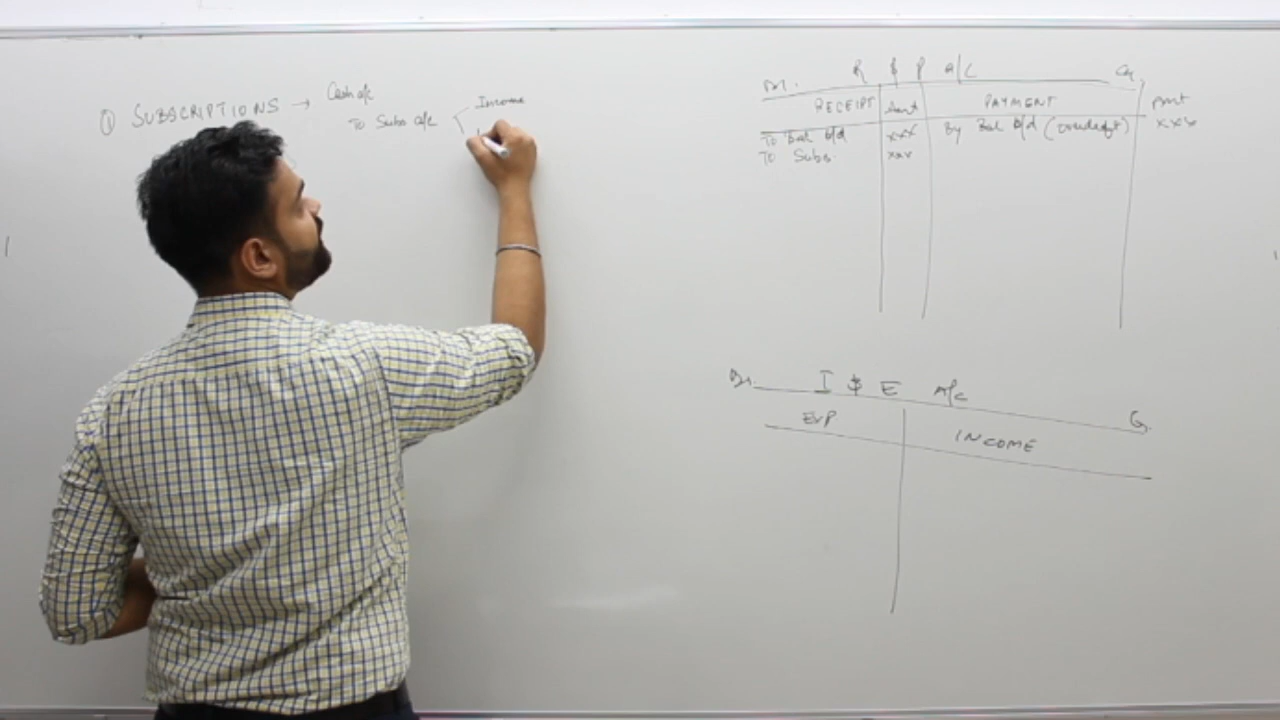 ① SUBSCRIPTIONS → Cash a/c
To Subs a/c
Income
Dr. R & P A/C Cr.
RECEIPT Amt PAYMENT Amt
To Bal b/d xxx By Bal b/d (overdraft) xxx
To Subs. xxx
Dr. I & E A/c Cr.
EXP INCOME